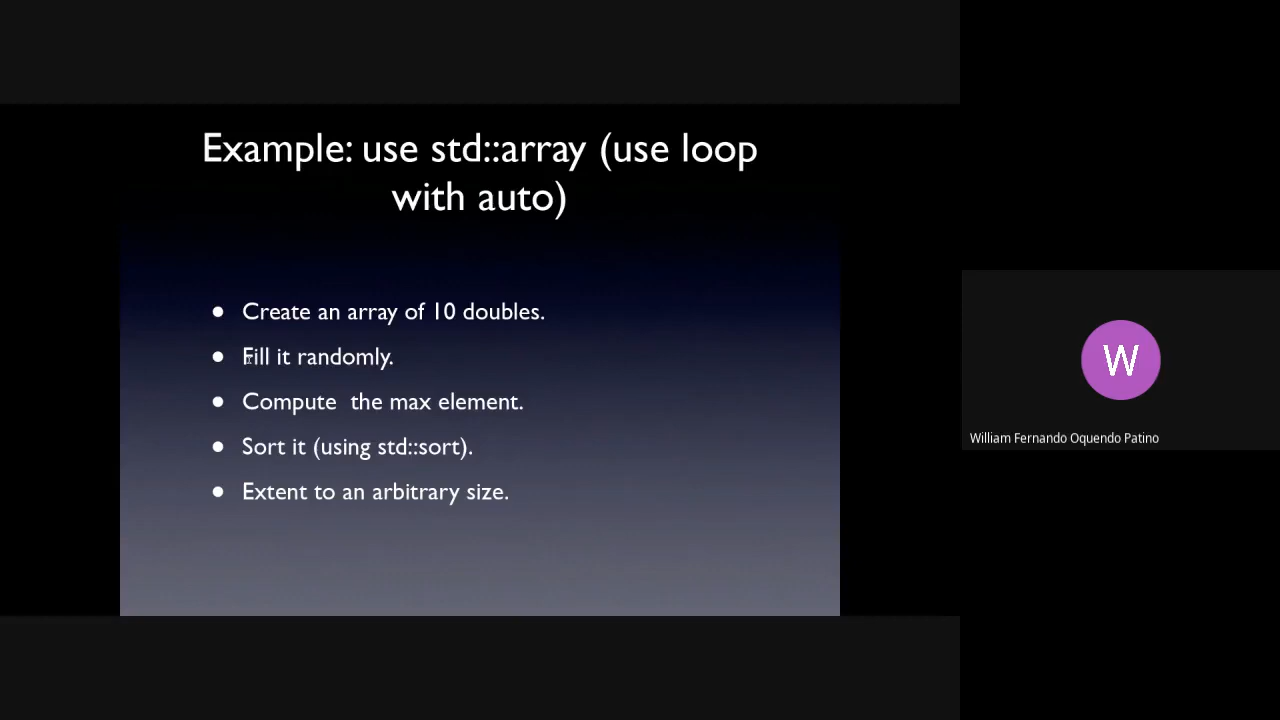 Example: use std::array (use loop
with auto)
● Create an array of 10 doubles.
● Fill it randomly.
● Compute  the max element.
● Sort it (using std::sort).
● Extent to an arbitrary size.
W
William Fernando Oquendo Patino